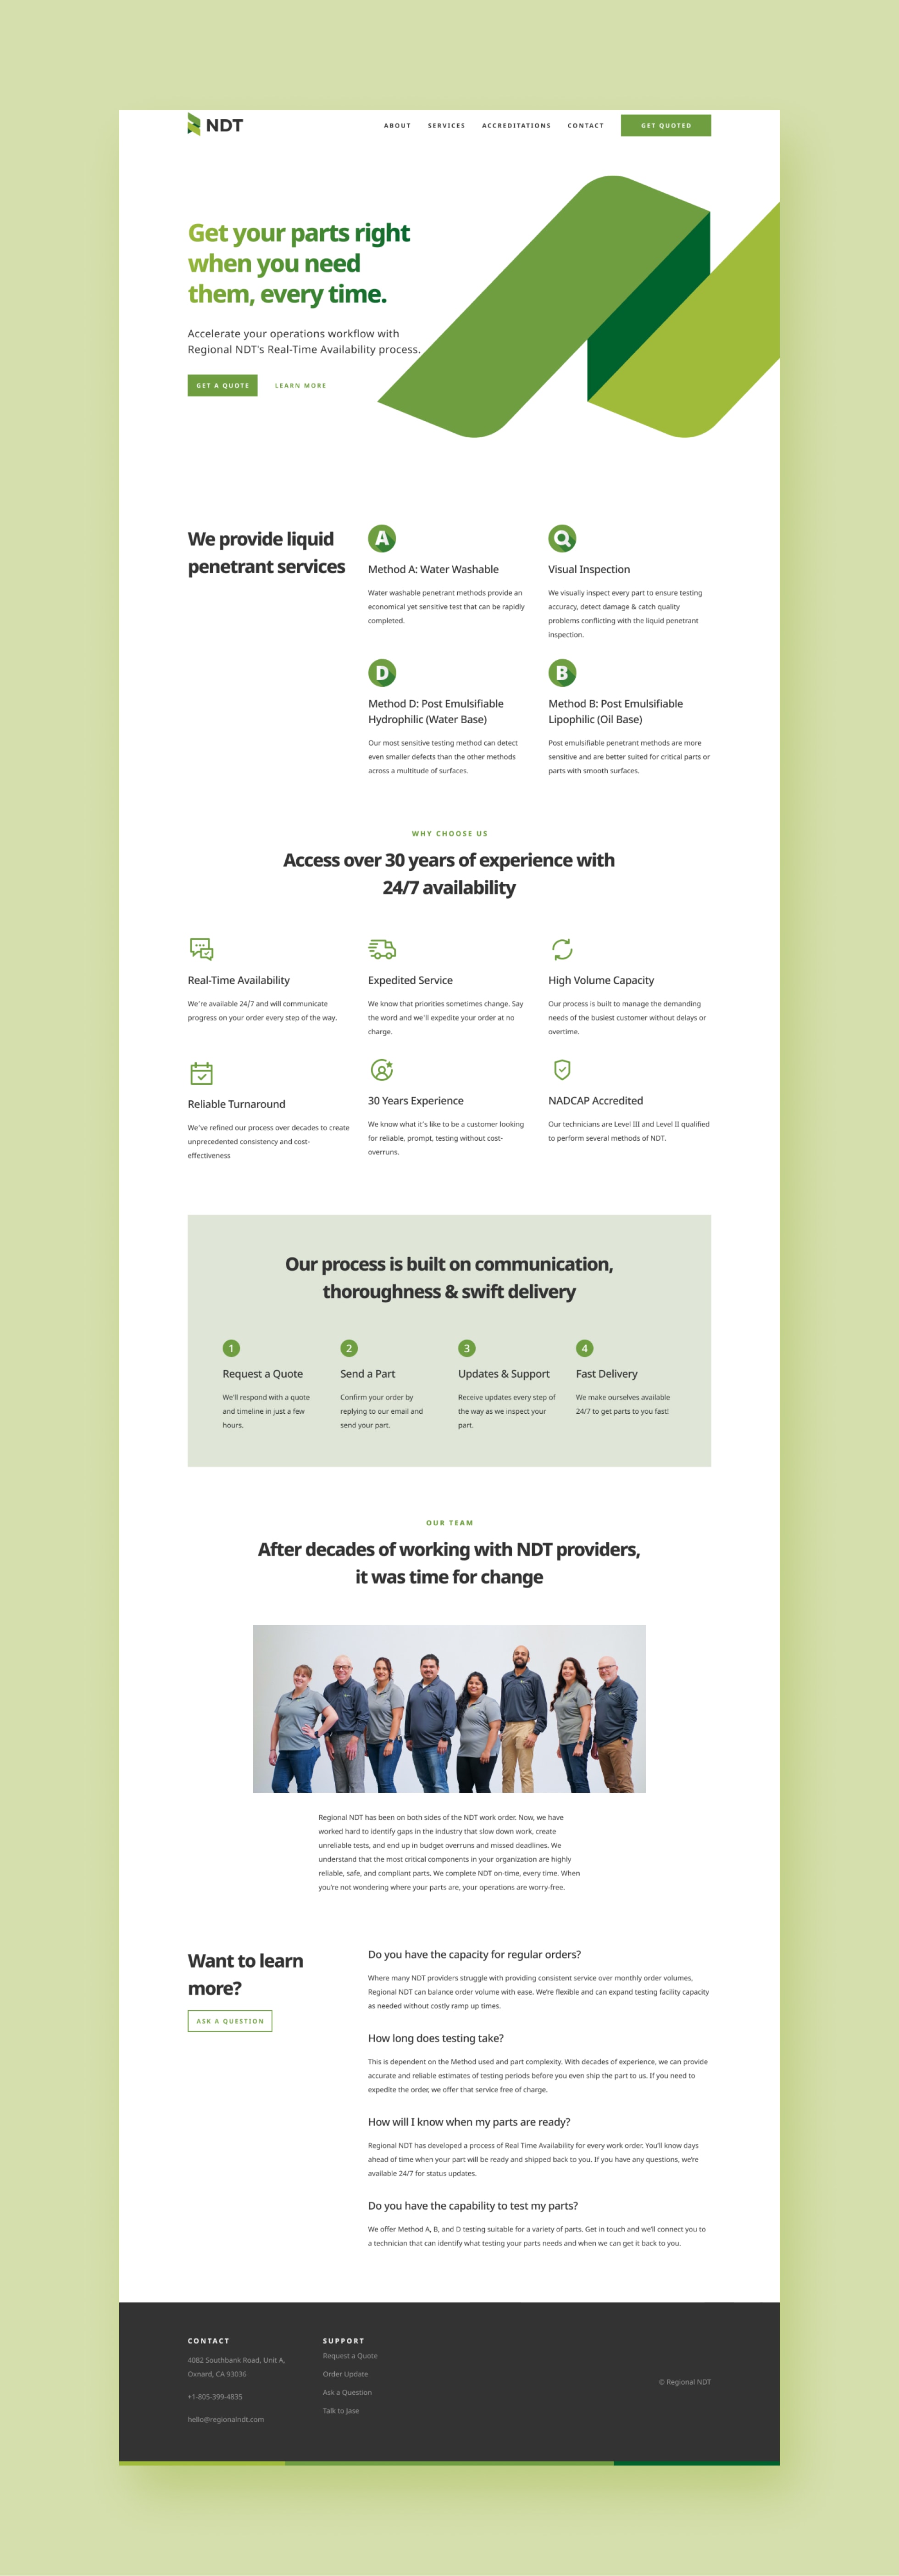 NDT
ABOUT
SERVICES
ACCREDITATIONS
CONTACT
GET QUOTED
Get your parts right
when you need
them, every time.
Accelerate your operations workflow with
Regional NDT's Real-Time Availability process.
GET A QUOTE
LEARN MORE
We provide liquid
penetrant services
A
Method A: Water Washable
Water washable penetrant methods provide an
economical yet sensitive test that can be rapidly
completed.
Visual Inspection
We visually inspect every part to ensure testing
accuracy, detect damage & catch quality
problems conflicting with the liquid penetrant
inspection.
D
Method D: Post Emulsifiable
Hydrophilic (Water Base)
Our most sensitive testing method can detect
even smaller defects than the other methods
across a multitude of surfaces.
B
Method B: Post Emulsifiable
Lipophilic (Oil Base)
Post emulsifiable penetrant methods are more
sensitive and are better suited for critical parts or
parts with smooth surfaces.
WHY CHOOSE US
Access over 30 years of experience with
24/7 availability
Real-Time Availability
We're available 24/7 and will communicate
progress on your order every step of the way.
Expedited Service
We know that priorities sometimes change. Say
the word and we'll expedite your order at no
charge.
High Volume Capacity
Our process is built to manage the demanding
needs of the busiest customer without delays or
overtime.
Reliable Turnaround
We've refined our process over decades to create
unprecedented consistency and cost-
effectiveness
30 Years Experience
We know what it's like to be a customer looking
for reliable, prompt, testing without cost-
overruns.
NADCAP Accredited
Our technicians are Level III and Level II qualified
to perform several methods of NDT.
Our process is built on communication,
thoroughness & swift delivery
1
Request a Quote
We'll respond with a quote
and timeline in just a few
hours.
2
Send a Part
Confirm your order by
replying to our email and
send your part.
3
Updates & Support
Receive updates every step of
the way as we inspect your
part.
4
Fast Delivery
We make ourselves available
24/7 to get parts to you fast!
OUR TEAM
After decades of working with NDT providers,
it was time for change
Regional NDT has been on both sides of the NDT work order. Now, we have
worked hard to identify gaps in the industry that slow down work, create
unreliable tests, and end up in budget overruns and missed deadlines. We
understand that the most critical components in your organization are highly
reliable, safe, and compliant parts. We complete NDT on-time, every time. When
you're not wondering where your parts are, your operations are worry-free.
Want to learn
more?
ASK A QUESTION
Do you have the capacity for regular orders?
Where many NDT providers struggle with providing consistent service over monthly order volumes,
Regional NDT can balance order volume with ease. We're flexible and can expand testing facility capacity
as needed without costly ramp up times.
How long does testing take?
This is dependent on the Method used and part complexity. With decades of experience, we can provide
accurate and reliable estimates of testing periods before you even ship the part to us. If you need to
expedite the order, we offer that service free of charge.
How will I know when my parts are ready?
Regional NDT has developed a process of Real Time Availability for every work order. You'll know days
ahead of time when your part will be ready and shipped back to you. If you have any questions, we're
available 24/7 for status updates.
Do you have the capability to test my parts?
We offer Method A, B, and D testing suitable for a variety of parts. Get in touch and we'll connect you to
a technician that can identify what testing your parts needs and when we can get it back to you.
CONTACT
4082 Southbank Road, Unit A,
Oxnard, CA 93036
+1-805-399-4835
hello@regionalndt.com
SUPPORT
Request a Quote
Order Update
Ask a Question
Talk to Jase
© Regional NDT